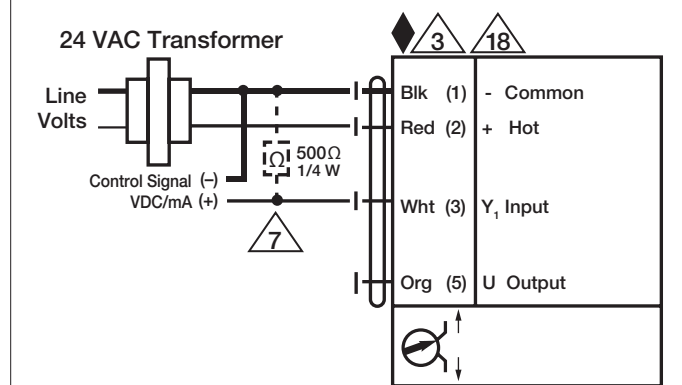 24 VAC Transformer
3 18
Line
Volts
Blk (1) - Common
Red (2) + Hot
Ω 500Ω
1/4 W
Control Signal (–)
VDC/mA (+)
Wht (3) Y₁ Input
7
Org (5) U Output